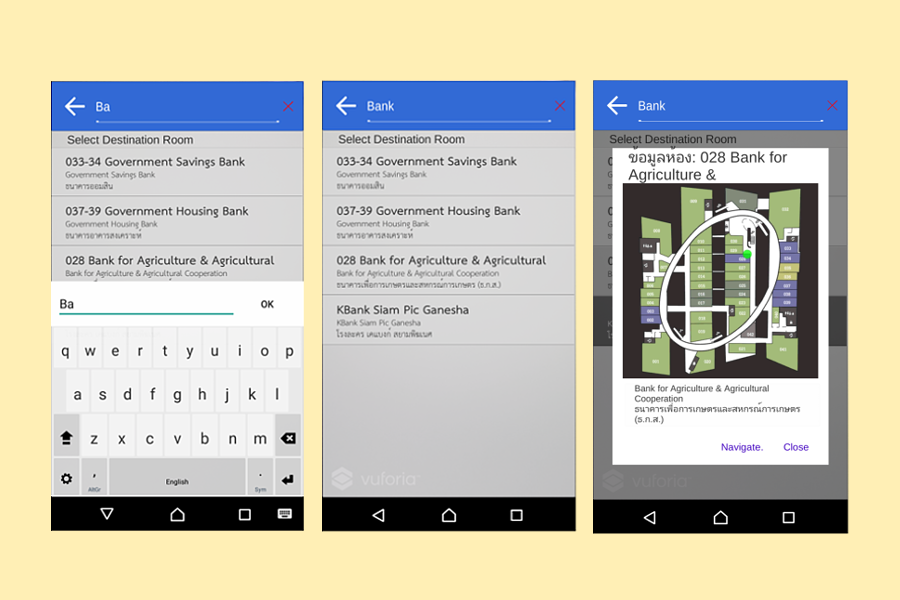 Ba
Select Destination Room
033-34 Government Savings Bank
Government Savings Bank
ธนาคารออมสิน
037-39 Government Housing Bank
Government Housing Bank
ธนาคารอาคารสงเคราะห์
028 Bank for Agriculture & Agricultural
Bank for Agriculture & Agricultural Cooperation
Ba
OK
q w e r t y u i o p
a s d f g h j k l
z x c v b n m
,
AltGr
English
.
Sym
Bank
Select Destination Room
033-34 Government Savings Bank
Government Savings Bank
ธนาคารออมสิน
037-39 Government Housing Bank
Government Housing Bank
ธนาคารอาคารสงเคราะห์
028 Bank for Agriculture & Agricultural
Bank for Agriculture & Agricultural Cooperation
ธนาคารเพื่อการเกษตรและสหกรณ์การเกษตร (ธ.ก.ส.)
KBank Siam Pic Ganesha
KBank Siam Pic Ganesha
โรงละคร เคแบงก์ สยามพิฆเนศ
vuforia
Bank
Select Destination Room
ข้อมูลห้อง: 028 Bank for
Agriculture &
Bank for Agriculture & Agricultural
Cooperation
ธนาคารเพื่อการเกษตรและสหกรณ์การเกษตร
(ธ.ก.ส.)
Navigate.
Close
vuforia